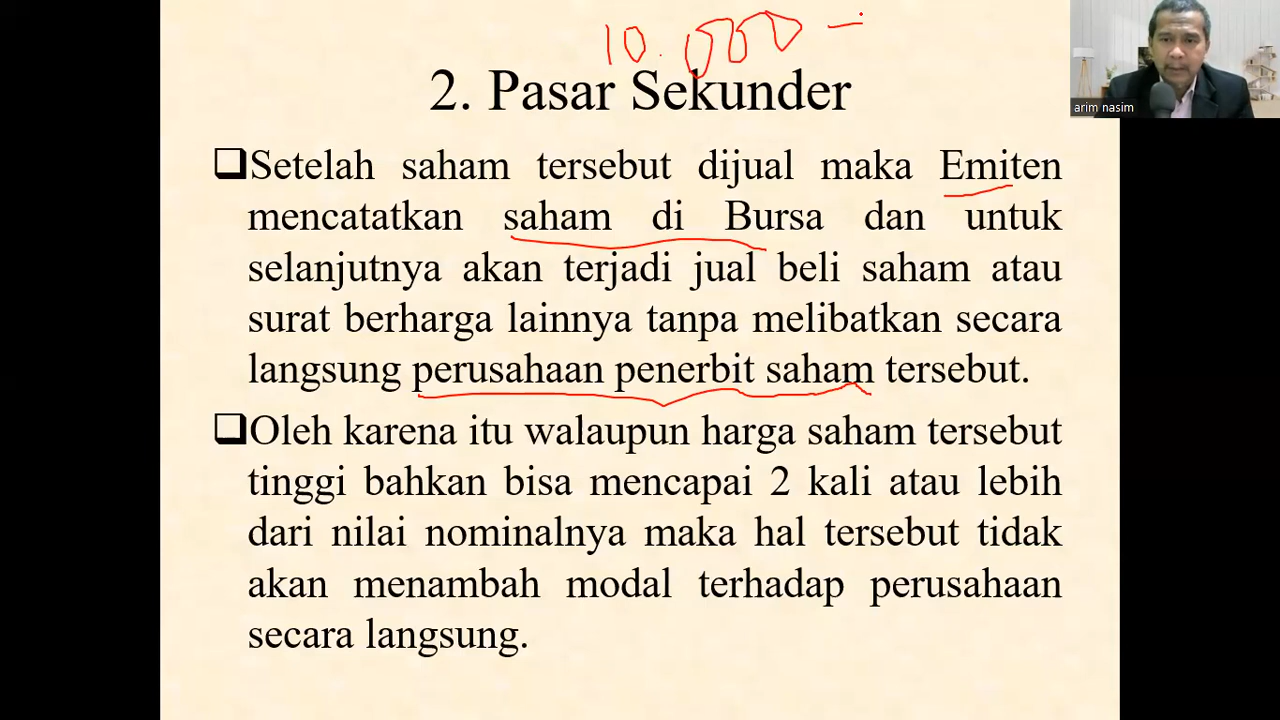 10.000 -
arim nasim
2. Pasar Sekunder
❑Setelah saham tersebut dijual maka Emiten
mencatatkan saham di Bursa dan untuk
selanjutnya akan terjadi jual beli saham atau
surat berharga lainnya tanpa melibatkan secara
langsung perusahaan penerbit saham tersebut.
❑Oleh karena itu walaupun harga saham tersebut
tinggi bahkan bisa mencapai 2 kali atau lebih
dari nilai nominalnya maka hal tersebut tidak
akan menambah modal terhadap perusahaan
secara langsung.